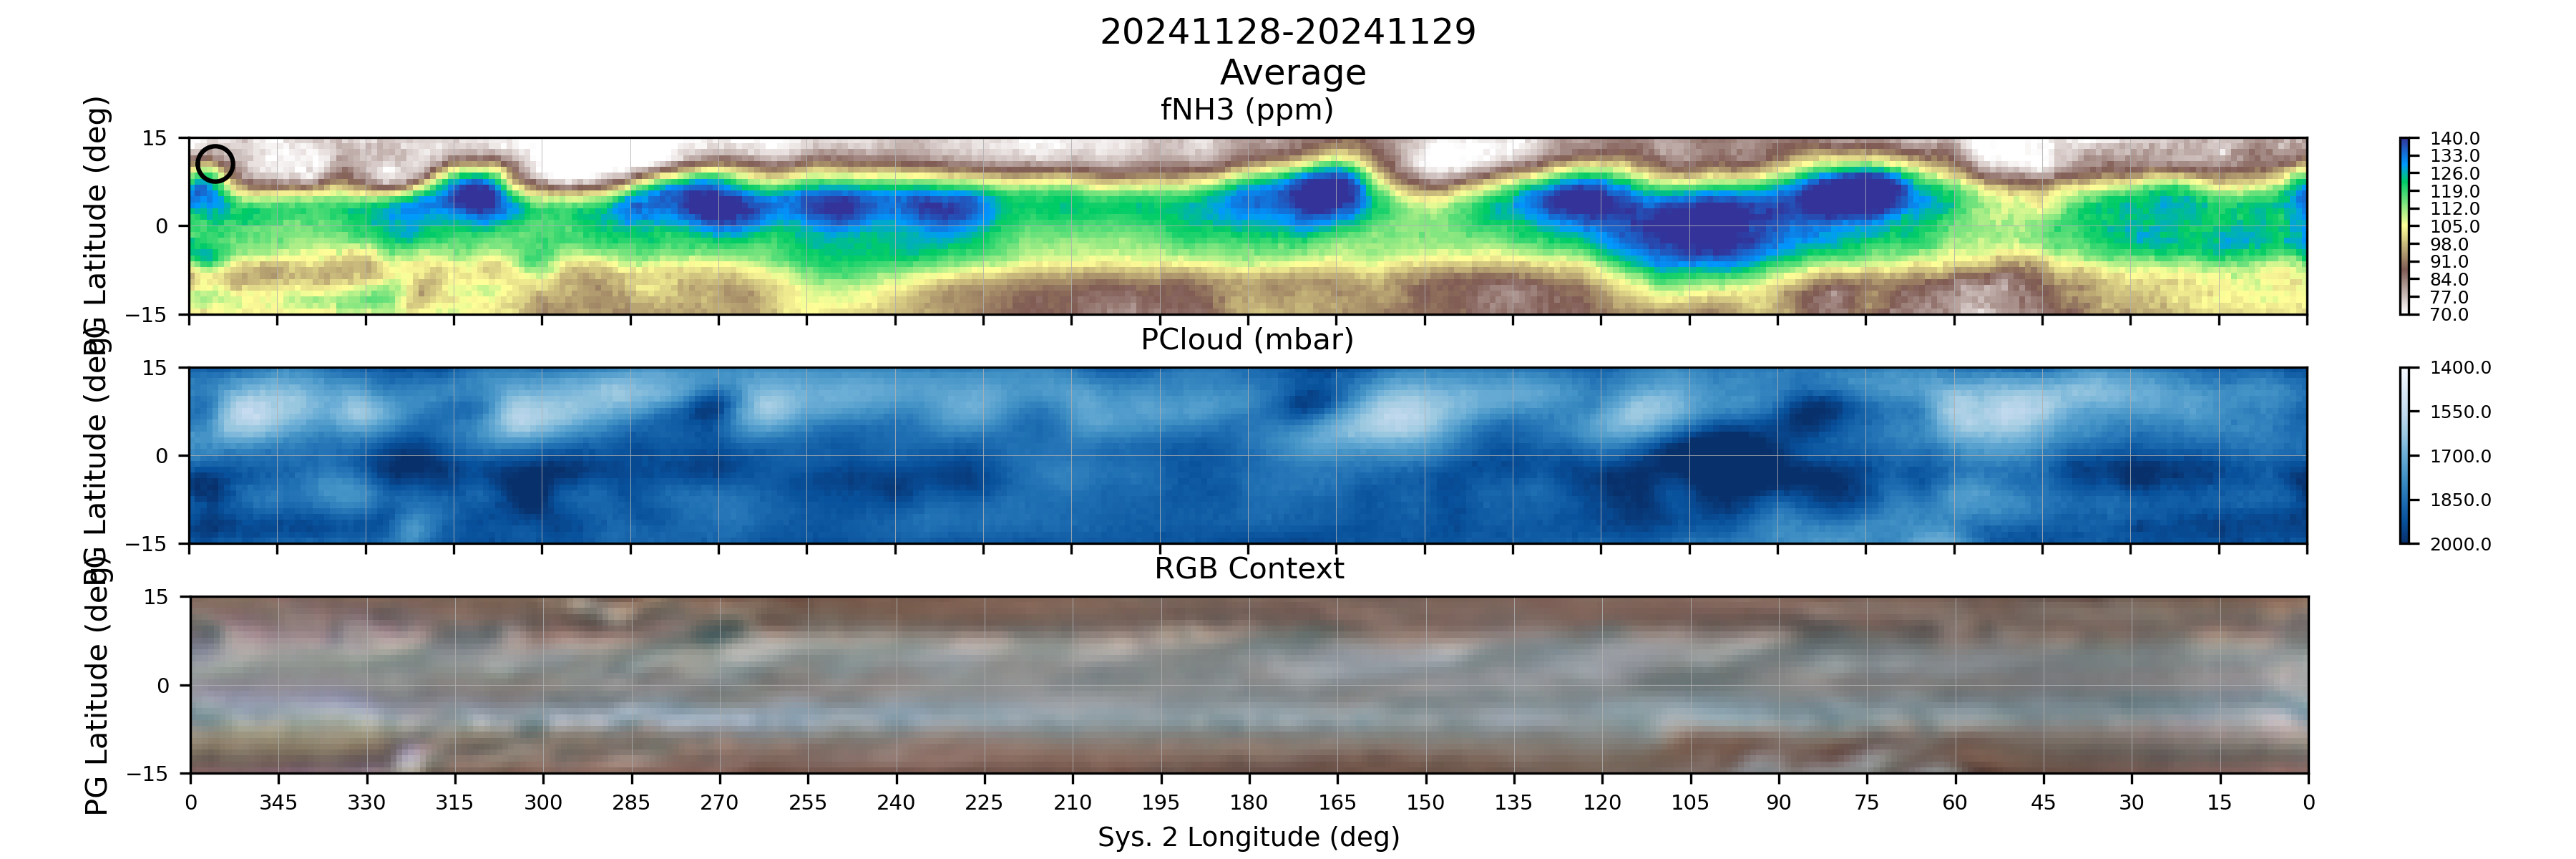 20241128-20241129
Average
fNH3 (ppm)
PG Latitude (deg)
15
0
−15
140.0
133.0
126.0
119.0
112.0
105.0
98.0
91.0
84.0
77.0
70.0
PCloud (mbar)
PG Latitude (deg)
15
0
−15
1400.0
1550.0
1700.0
1850.0
2000.0
RGB Context
PG Latitude (deg)
15
0
−15
0 345 330 315 300 285 270 255 240 225 210 195 180 165 150 135 120 105 90 75 60 45 30 15 0
Sys. 2 Longitude (deg)